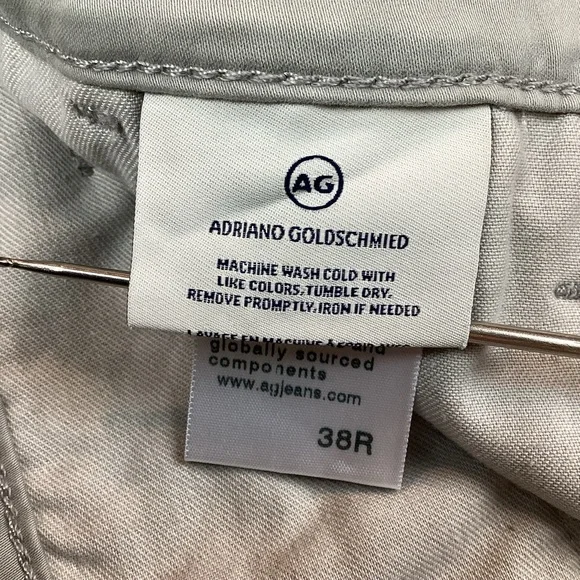 AG
ADRIANO GOLDSCHMIED
MACHINE WASH COLD WITH
LIKE COLORS. TUMBLE DRY.
REMOVE PROMPTLY. IRON IF NEEDED
globally sourced
components
www.agjeans.com
38R